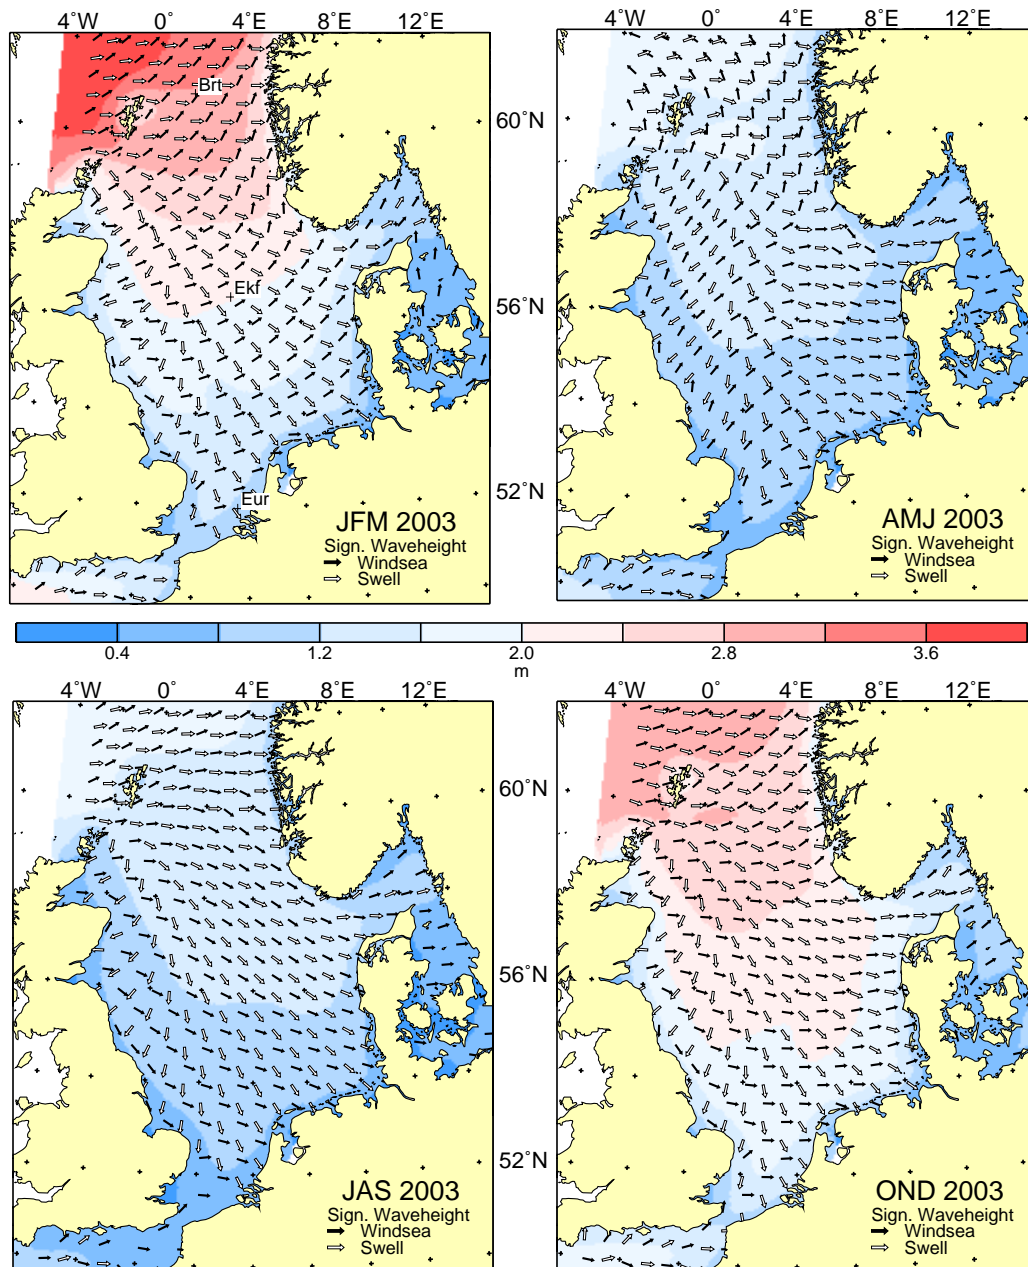 4°W 0° 4°E 8°E 12°E
4°W 0° 4°E 8°E 12°E
Brt
60°N
Ekf
56°N
52°N
Eur
JFM 2003
Sign. Waveheight
Windsea
Swell
AMJ 2003
Sign. Waveheight
Windsea
Swell
0.4 1.2 2.0 2.8 3.6
m
4°W 0° 4°E 8°E 12°E
4°W 0° 4°E 8°E 12°E
60°N
56°N
52°N
JAS 2003
Sign. Waveheight
Windsea
Swell
OND 2003
Sign. Waveheight
Windsea
Swell